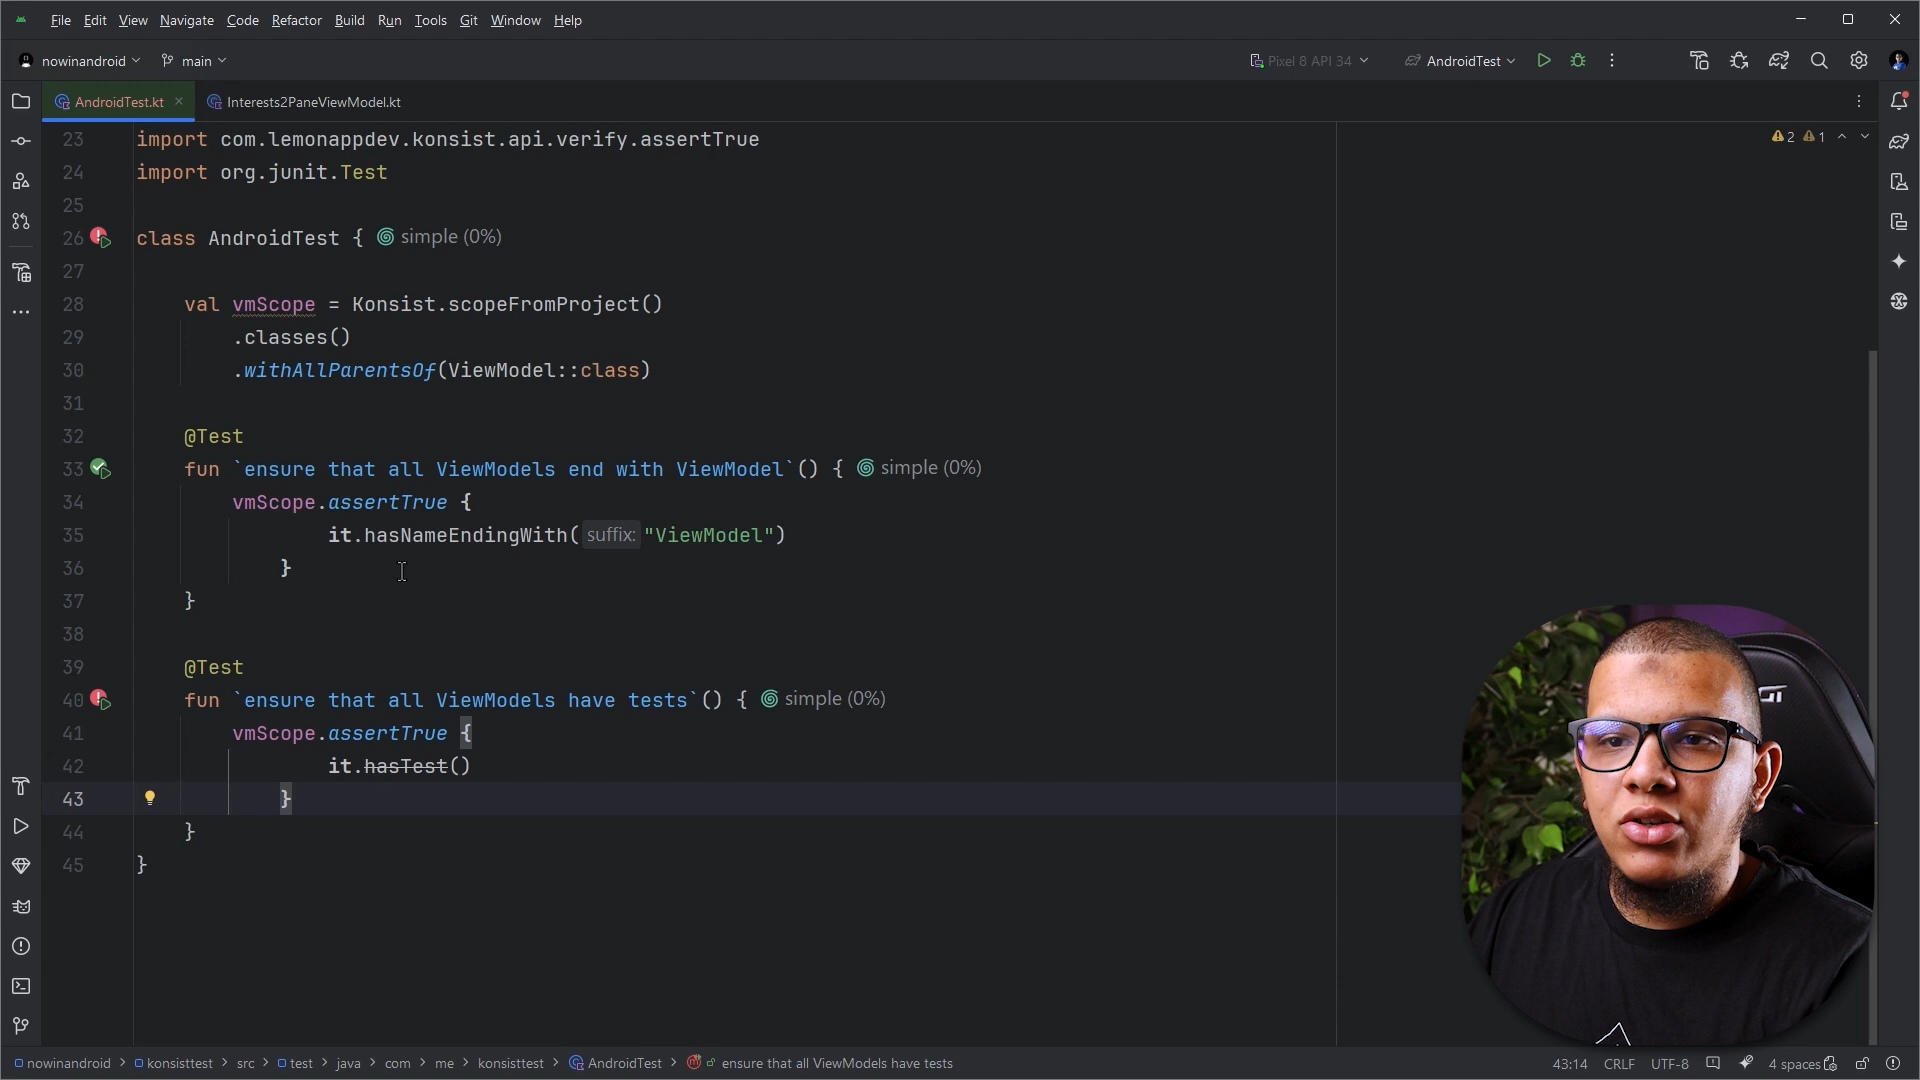 File Edit View Navigate Code Refactor Build Run Tools Git Window Help
nowinandroid main Pixel 8 API 34 AndroidTest
AndroidTest.kt Interests2PaneViewModel.kt
23 import com.lemonappdev.konsist.api.verify.assertTrue
2 1
24 import org.junit.Test
25
26 class AndroidTest { simple (0%)
27
28 val vmScope = Konsist.scopeFromProject()
29 .classes()
30 .withAllParentsOf(ViewModel::class)
31
32 @Test
33 fun `ensure that all ViewModels end with ViewModel`() { simple (0%)
34 vmScope.assertTrue {
35 it.hasNameEndingWith( suffix: "ViewModel")
36 }
37 }
38
39 @Test
40 fun `ensure that all ViewModels have tests`() { simple (0%)
41 vmScope.assertTrue {
42 it.hasTest()
43 }
44 }
45 }
nowinandroid > konsisttest > src > test > java > com > me > konsisttest > AndroidTest > ensure that all ViewModels have tests 43:14 CRLF UTF-8 4 spaces